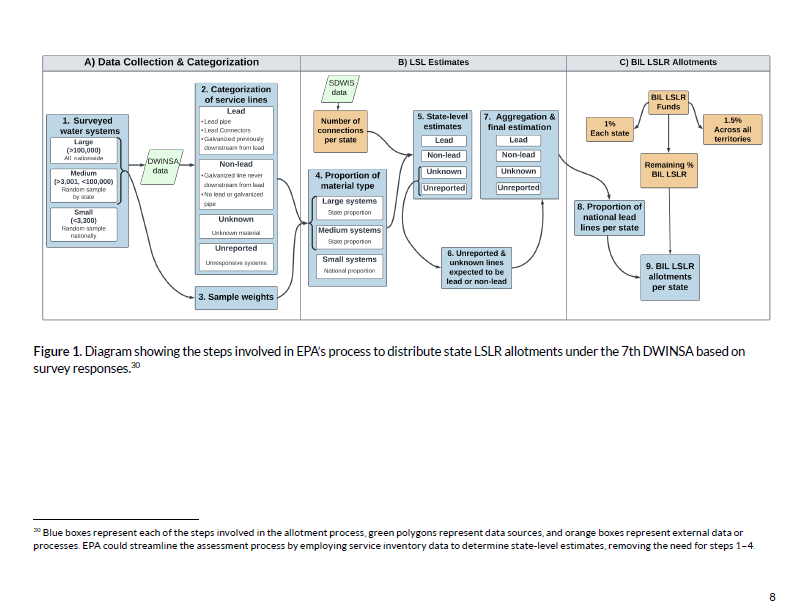 A) Data Collection & Categorization
B) LSL Estimates
C) BIL LSLR Allotments
1. Surveyed
water systems
Large
(>100,000)
All nationwide
Medium
(>3,001, <100,000)
Random sample
by state
Small
(<3,300)
Random sample
nationally
DWINSA
data
2. Categorization
of service lines
Lead
• Lead pipe
• Lead Connectors
• Galvanized previously
downstream from lead
Non-lead
• Galvanized line never
downstream from lead
• No lead or galvanized
pipe
Unknown
Unknown material
Unreported
Unresponsive systems
3. Sample weights
SDWIS
data
Number of
connections
per state
4. Proportion of
material type
Large systems
State proportion
Medium systems
State proportion
Small systems
National proportion
5. State-level
estimates
Lead
Non-lead
Unknown
Unreported
6. Unreported &
unknown lines
expected to be
lead or non-lead
7. Aggregation &
final estimation
Lead
Non-lead
Unknown
Unreported
BIL LSLR
Funds
1%
Each state
1.5%
Across all
territories
Remaining %
BIL LSLR
8. Proportion of
national lead
lines per state
9. BIL LSLR
allotments
per state
Figure 1. Diagram showing the steps involved in EPA's process to distribute state LSLR allotments under the 7th DWINSA based on
survey responses.30
30 Blue boxes represent each of the steps involved in the allotment process, green polygons represent data sources, and orange boxes represent external data or
processes. EPA could streamline the assessment process by employing service inventory data to determine state-level estimates, removing the need for steps 1–4.
8